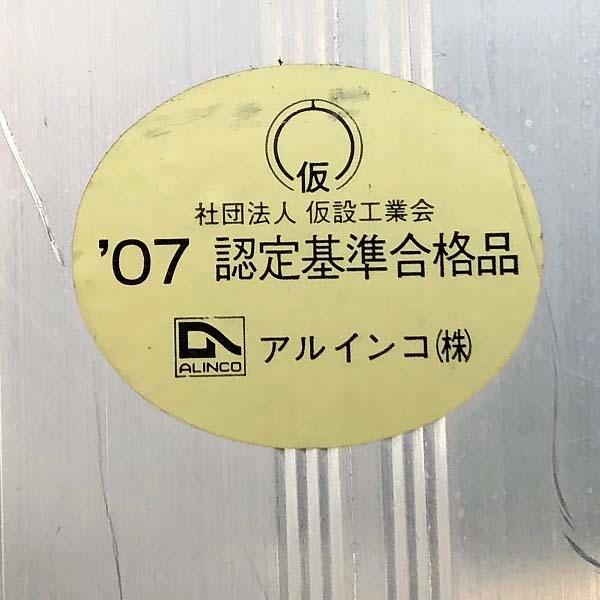 仮
社団法人 仮設工業会
'07 認定基準合格品
ALINCO アルインコ(株)